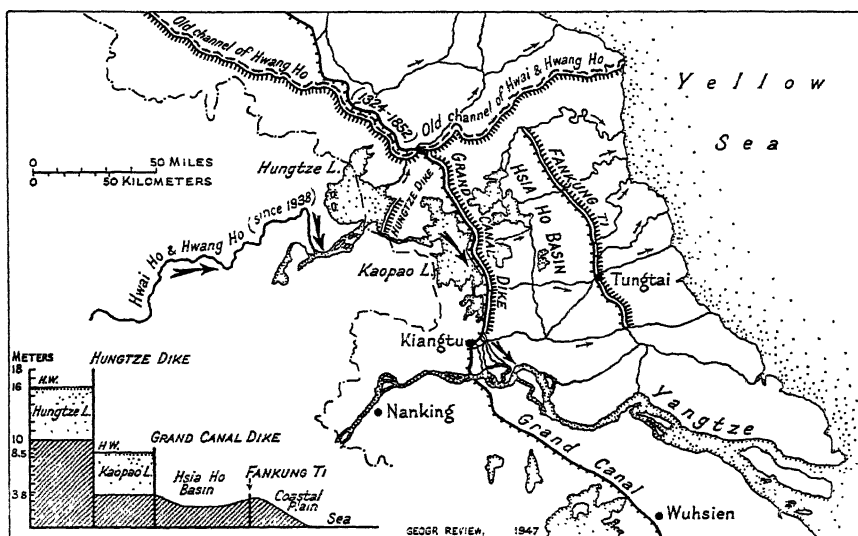 Old channel of Hwang Ho
(1324-1852)
Old channel of Hwai & Hwang Ho
Yellow
Sea
50 MILES
0
50 KILOMETERS
Hungtze L.
HUNGTZE DIKE
GRAND CANAL DIKE
HSIA HO BASIN
FANKUNG TI
Hwai Ho & Hwang Ho (since 1938)
Kaopao L.
Tungtai
Kiangtu
Nanking
Yangtze
Grand Canal
Wuhsien
METERS
HUNGTZE DIKE
18
16
H.W.
Hungtze L.
10
GRAND CANAL DIKE
8.5
H.W.
Kaopao L.
Hsia Ho
Basin
FANKUNG TI
3.8
Coastal
Plain
Sea
GEOGR REVIEW, 1947